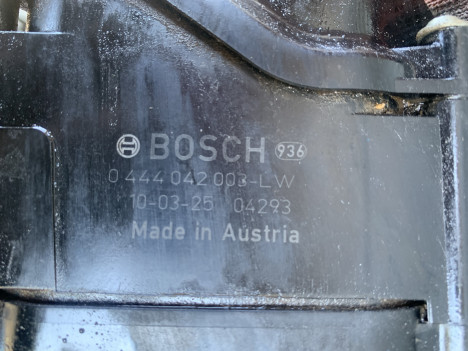 BOSCH 936
0 444 042 003-LW
10-03-25 04293
Made in Austria